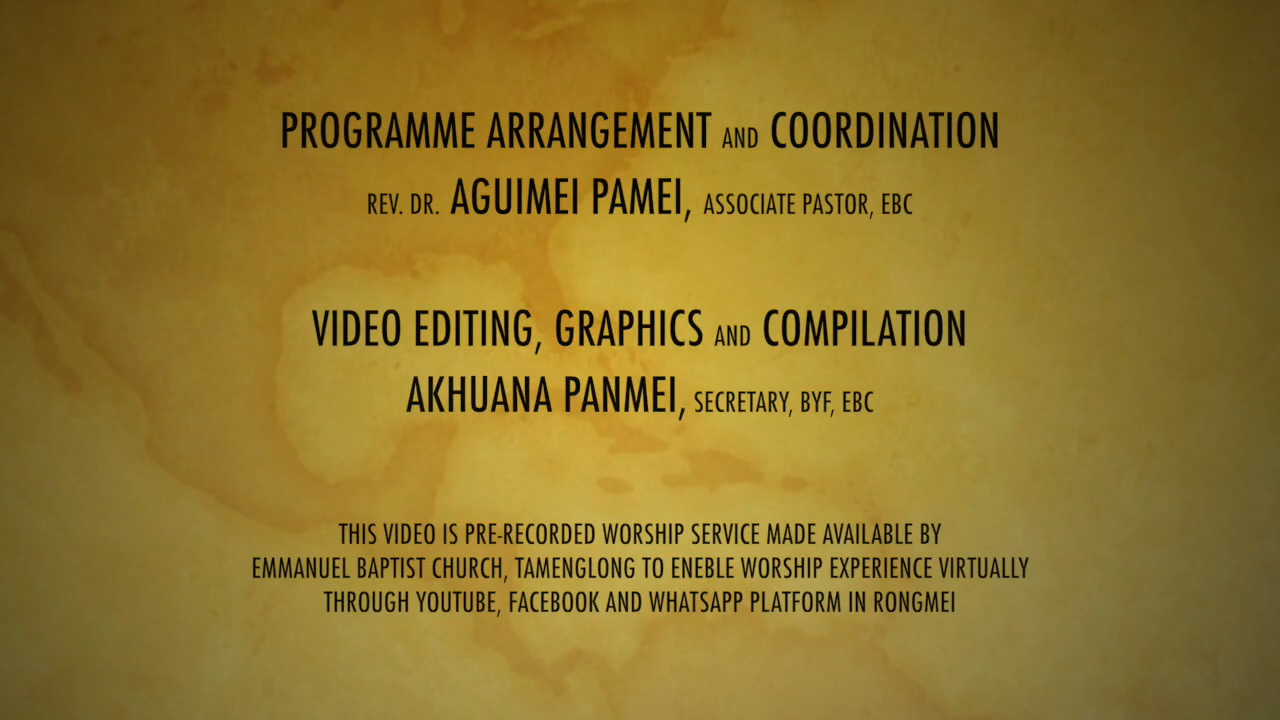 PROGRAMME ARRANGEMENT AND COORDINATION
REV. DR. AGUIMEI PAMEI, ASSOCIATE PASTOR, EBC
VIDEO EDITING, GRAPHICS AND COMPILATION
AKHUANA PANMEI, SECRETARY, BYF, EBC
THIS VIDEO IS PRE-RECORDED WORSHIP SERVICE MADE AVAILABLE BY
EMMANUEL BAPTIST CHURCH, TAMENGLONG TO ENEBLE WORSHIP EXPERIENCE VIRTUALLY
THROUGH YOUTUBE, FACEBOOK AND WHATSAPP PLATFORM IN RONGMEI